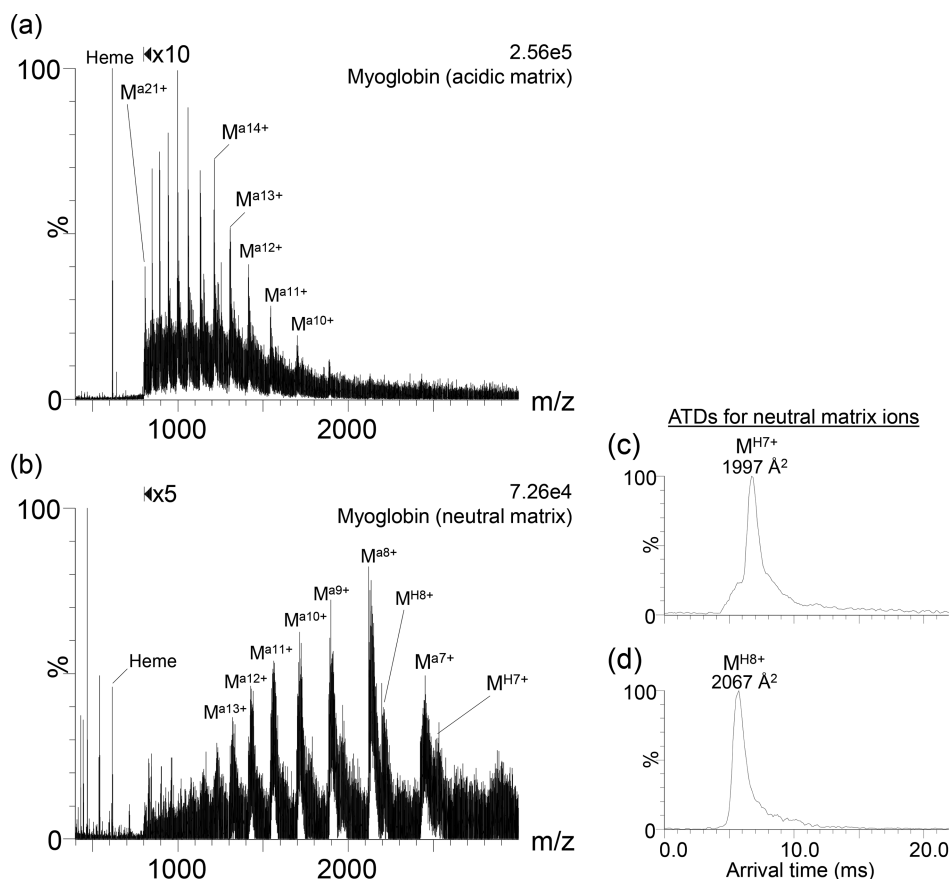 (a)
Heme
x10
2.56e5
Myoglobin (acidic matrix)
100
Mᵃ²¹⁺
Mᵃ¹⁴⁺
Mᵃ¹³⁺
Mᵃ¹²⁺
Mᵃ¹¹⁺
Mᵃ¹⁰⁺
%
0
m/z
1000
2000
(b)
x5
7.26e4
Myoglobin (neutral matrix)
100
Mᵃ⁸⁺
Mᵃ⁹⁺
Mᴴ⁸⁺
Mᵃ¹⁰⁺
Mᵃ¹¹⁺
Mᵃ⁷⁺
Heme
Mᵃ¹²⁺
Mᴴ⁷⁺
Mᵃ¹³⁺
%
0
m/z
1000
2000
ATDs for neutral matrix ions
(c)
Mᴴ⁷⁺
1997 Å²
100
%
0
(d)
Mᴴ⁸⁺
2067 Å²
100
%
0
5.0
10.0
20.0
Arrival time (ms)